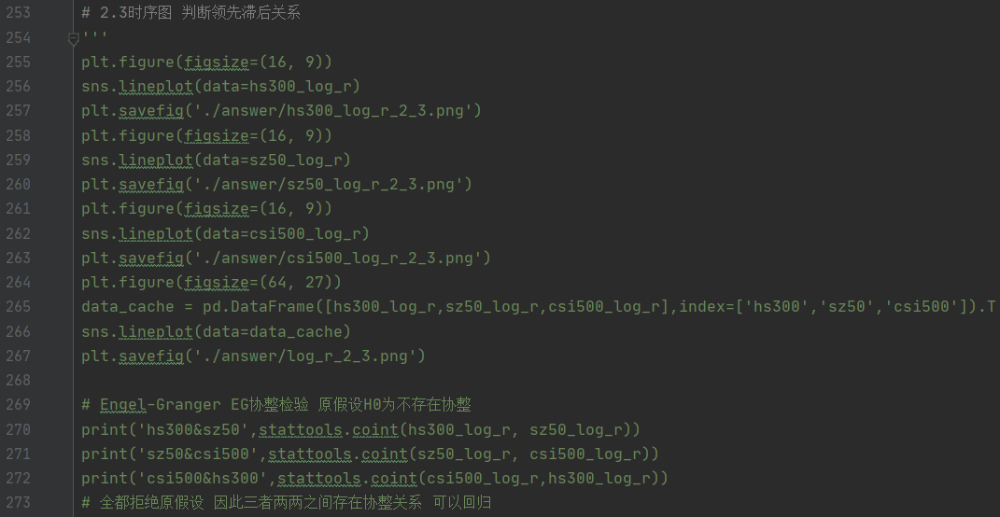 253 # 2.3时序图 判断领先滞后关系
254 '''
255 plt.figure(figsize=(16, 9))
256 sns.lineplot(data=hs300_log_r)
257 plt.savefig('./answer/hs300_log_r_2_3.png')
258 plt.figure(figsize=(16, 9))
259 sns.lineplot(data=sz50_log_r)
260 plt.savefig('./answer/sz50_log_r_2_3.png')
261 plt.figure(figsize=(16, 9))
262 sns.lineplot(data=csi500_log_r)
263 plt.savefig('./answer/csi500_log_r_2_3.png')
264 plt.figure(figsize=(64, 27))
265 data_cache = pd.DataFrame([hs300_log_r,sz50_log_r,csi500_log_r],index=['hs300','sz50','csi500']).T
266 sns.lineplot(data=data_cache)
267 plt.savefig('./answer/log_r_2_3.png')
268
269 # Engel-Granger EG协整检验 原假设H0为不存在协整
270 print('hs300&sz50',stattools.coint(hs300_log_r, sz50_log_r))
271 print('sz50&csi500',stattools.coint(sz50_log_r, csi500_log_r))
272 print('csi500&hs300',stattools.coint(csi500_log_r,hs300_log_r))
273 # 全都拒绝原假设 因此三者两两之间存在协整关系 可以回归